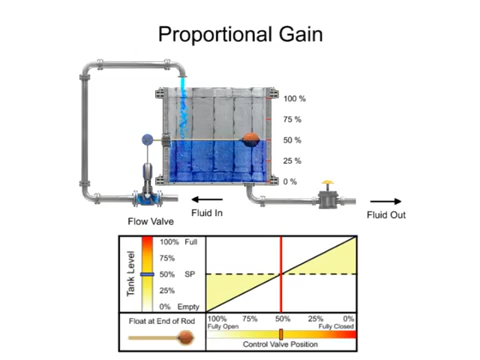 Proportional Gain
100 %
75 %
50 %
25 %
0 %
Flow Valve
Fluid In
Fluid Out
Tank Level
100% Full
75%
50% SP
25%
0% Empty
Float at End of Rod
100% 75% 50% 25% 0%
Fully Open Fully Closed
Control Valve Position